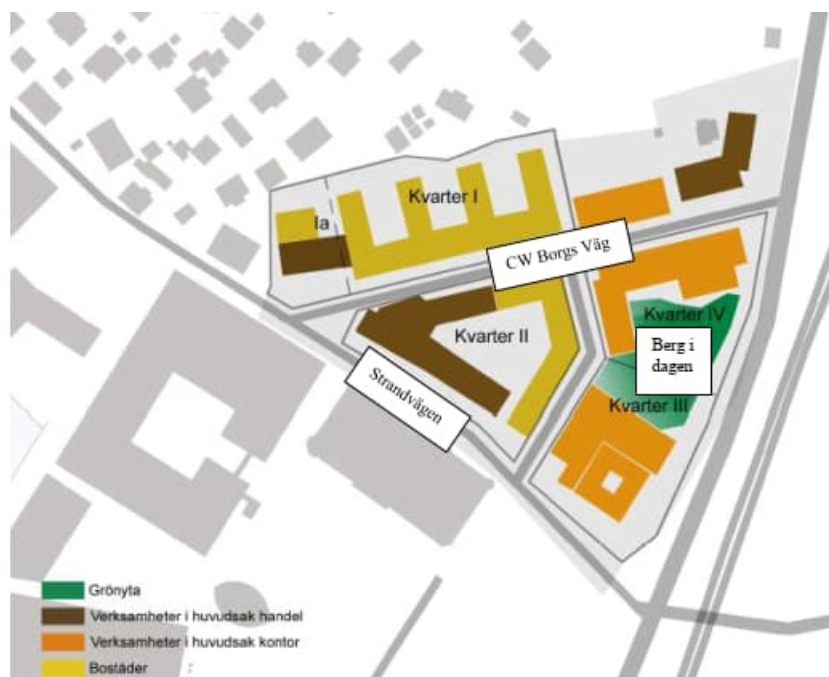 Kvarter I
Ia
CW Borgs Väg
Kvarter II
Kvarter IV
Berg i
dagen
Kvarter III
Strandvägen
Grönyta
Verksamheter i huvudsak handel
Verksamheter i huvudsak kontor
Bostäder